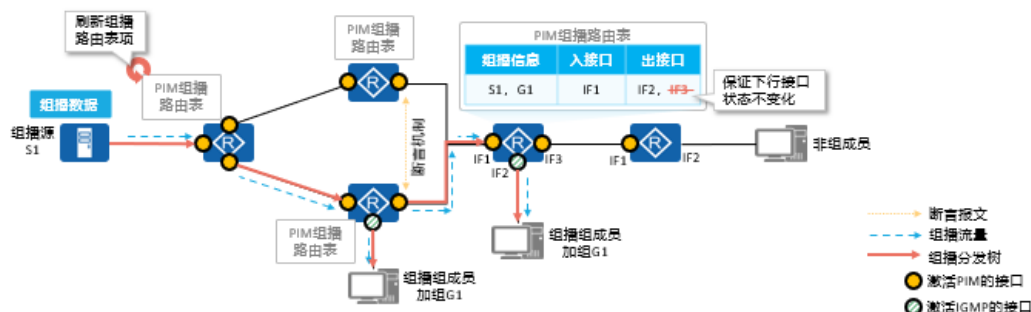 刷新组播
路由表项
PIM组播
路由表
组播数据
组播源
S1
R
PIM组播
路由表
R
断言机制
R
PIM组播
路由表
组播组成员
加组G1
PIM组播路由表
组播信息 入接口 出接口
S1, G1 IF1 IF2, IF3
保证下行接口
状态不变化
R
IF1
IF2
IF3
组播组成员
加组G1
R
IF1
IF2
非组成员
断言报文
组播流量
组播分发树
激活PIM的接口
激活IGMP的接口